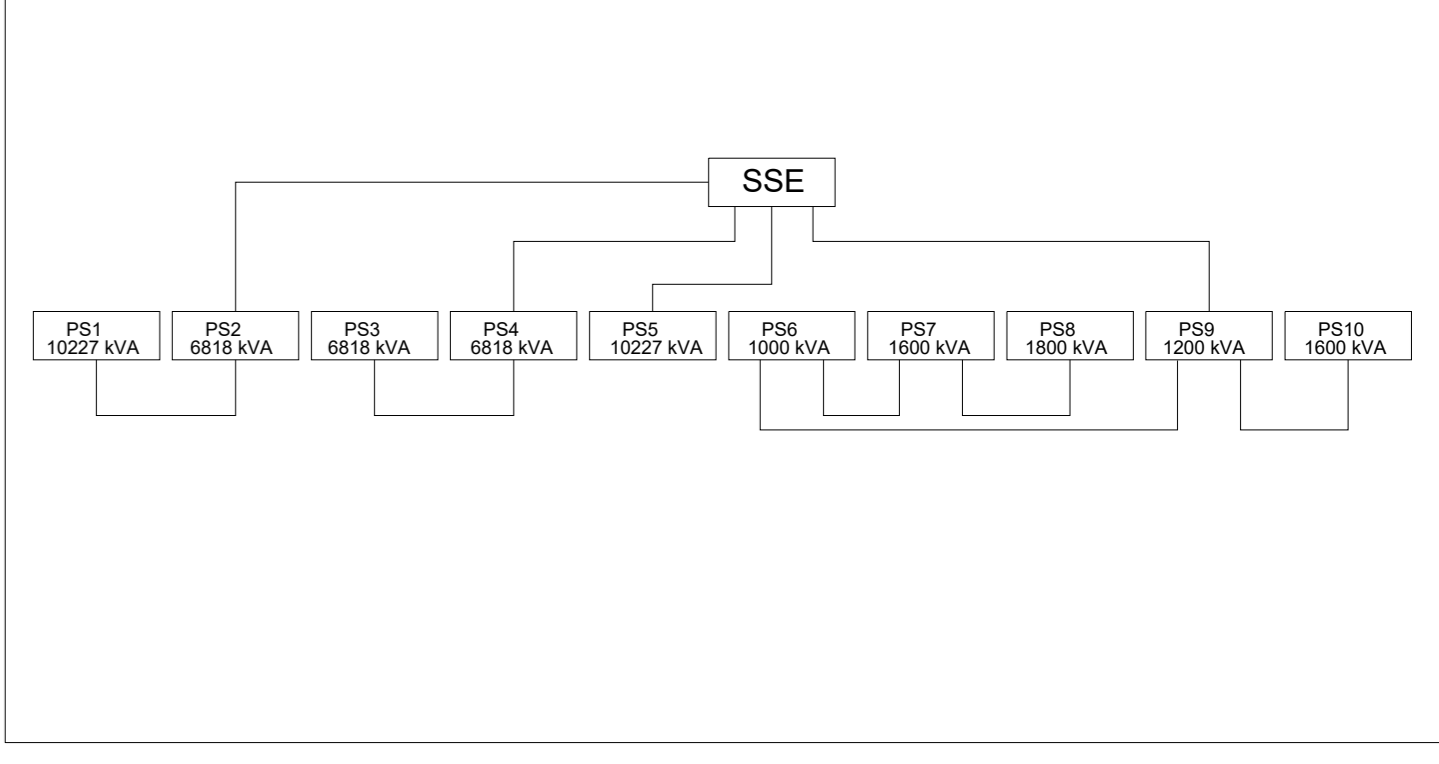 SSE
PS1
10227 kVA
PS2
6818 kVA
PS3
6818 kVA
PS4
6818 kVA
PS5
10227 kVA
PS6
1000 kVA
PS7
1600 kVA
PS8
1800 kVA
PS9
1200 kVA
PS10
1600 kVA